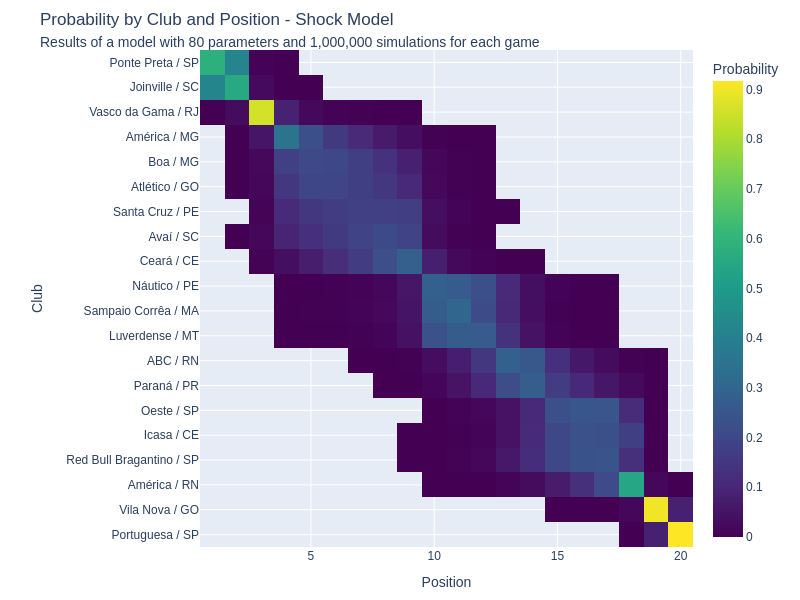 Probability by Club and Position - Shock Model
Results of a model with 80 parameters and 1,000,000 simulations for each game
Probability
Club
Ponte Preta / SP
Joinville / SC
Vasco da Gama / RJ
América / MG
Boa / MG
Atlético / GO
Santa Cruz / PE
Avaí / SC
Ceará / CE
Náutico / PE
Sampaio Corrêa / MA
Luverdense / MT
ABC / RN
Paraná / PR
Oeste / SP
Icasa / CE
Red Bull Bragantino / SP
América / RN
Vila Nova / GO
Portuguesa / SP
0.9
0.8
0.7
0.6
0.5
0.4
0.3
0.2
0.1
0
5
10
15
20
Position